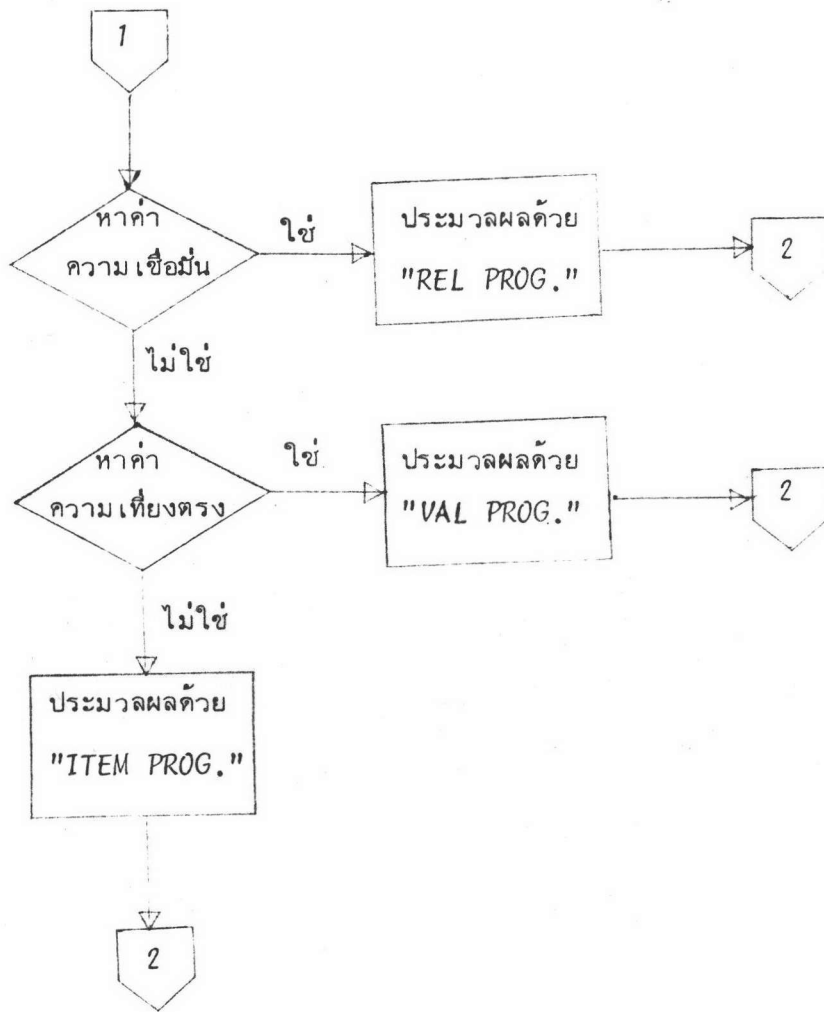 1
หาค่า
ความเชื่อมั่น
ใช่
ประมวลผลด้วย
"REL PROG."
2
ไม่ใช่
หาค่า
ความเที่ยงตรง
ใช่
ประมวลผลด้วย
"VAL PROG."
2
ไม่ใช่
ประมวลผลด้วย
"ITEM PROG."
2